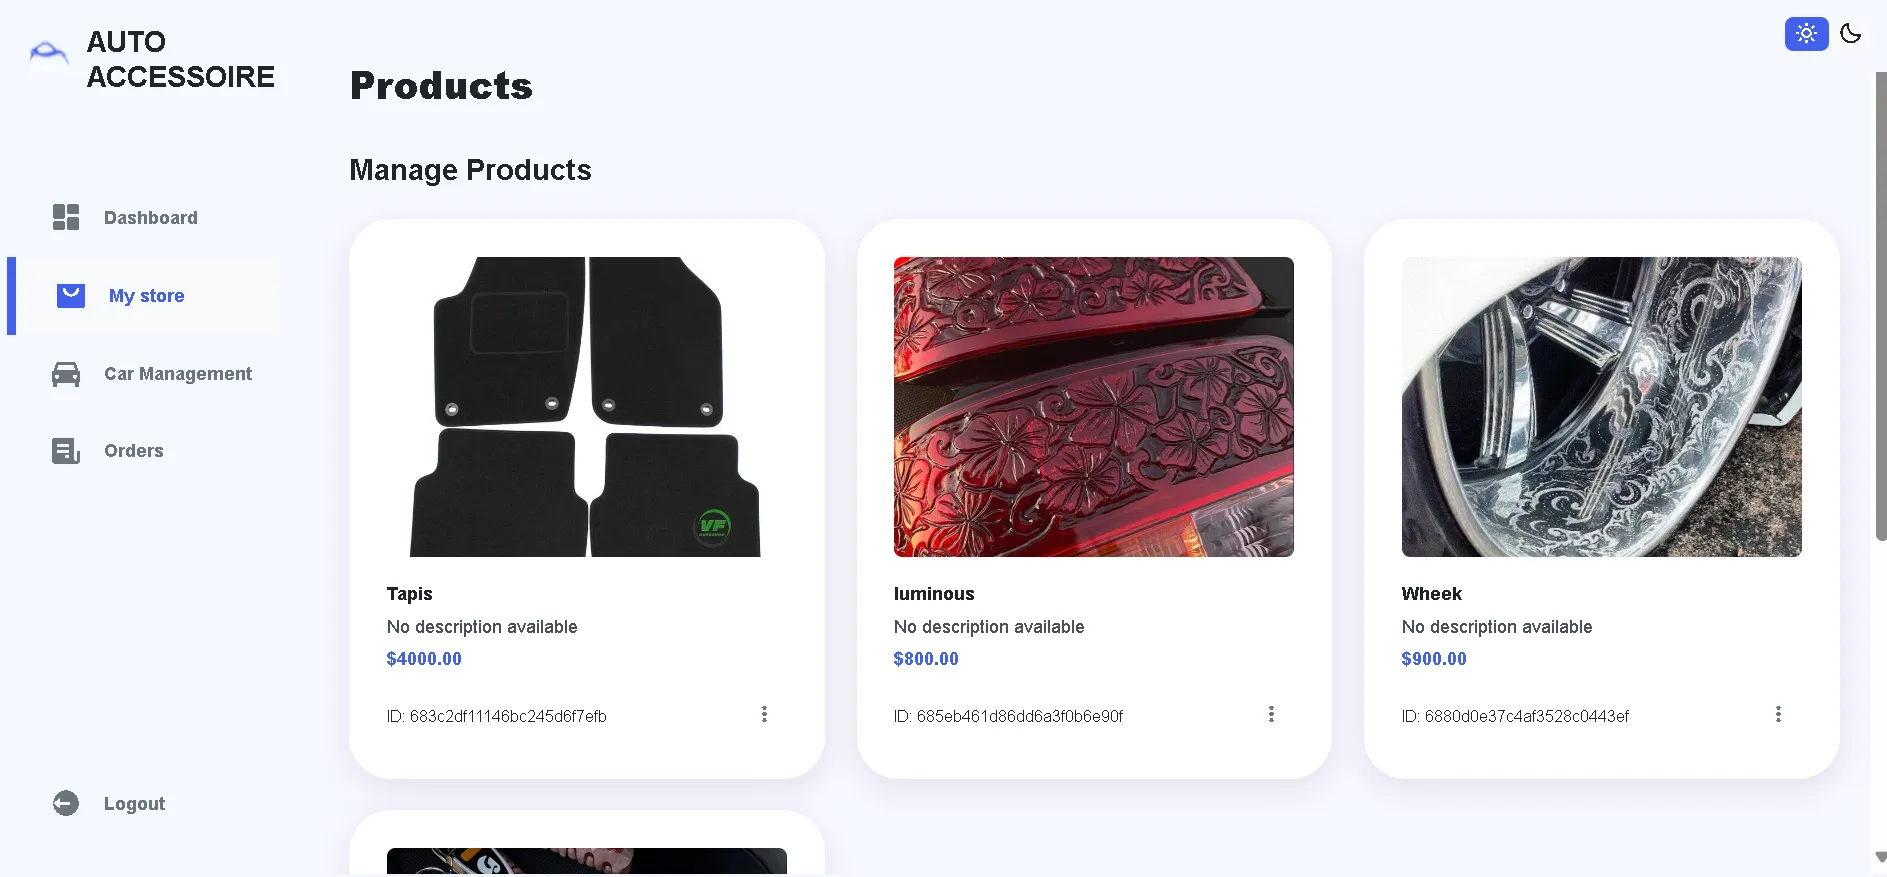 AUTO
ACCESSOIRE
Dashboard
My store
Car Management
Orders
Logout
Products
Manage Products
VF
Tapis
No description available
$4000.00
ID: 683c2df11146bc245d6f7efb
luminous
No description available
$800.00
ID: 685eb461d86dd6a3f0b6e90f
Wheek
No description available
$900.00
ID: 6880d0e37c4af3528c0443ef